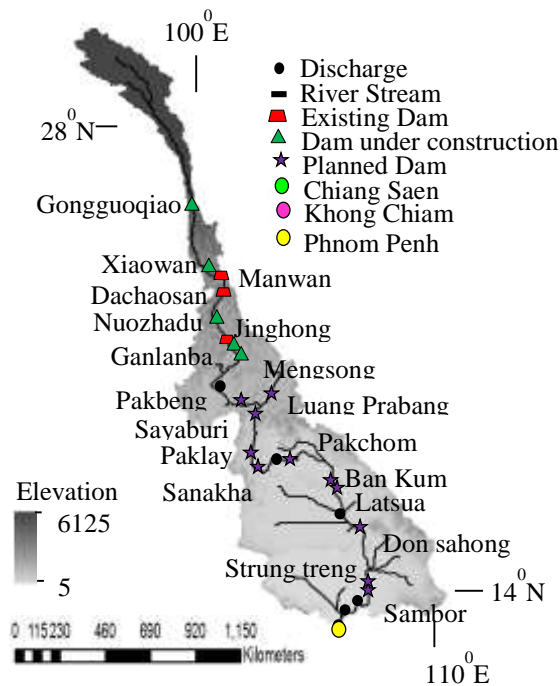 100⁰E
28⁰N
Discharge
River Stream
Existing Dam
Dam under construction
Planned Dam
Chiang Saen
Khong Chiam
Phnom Penh
Gongguoqiao
Xiaowan
Manwan
Dachaosan
Nuozhadu
Jinghong
Ganlanba
Mengsong
Pakbeng
Luang Prabang
Sayaburi
Pakchom
Paklay
Ban Kum
Sanakha
Latsua
Elevation
6125
5
Don sahong
Strung treng
Sambor
14⁰N
110⁰E
0 115 230 460 690 920 1,150
Kilometers